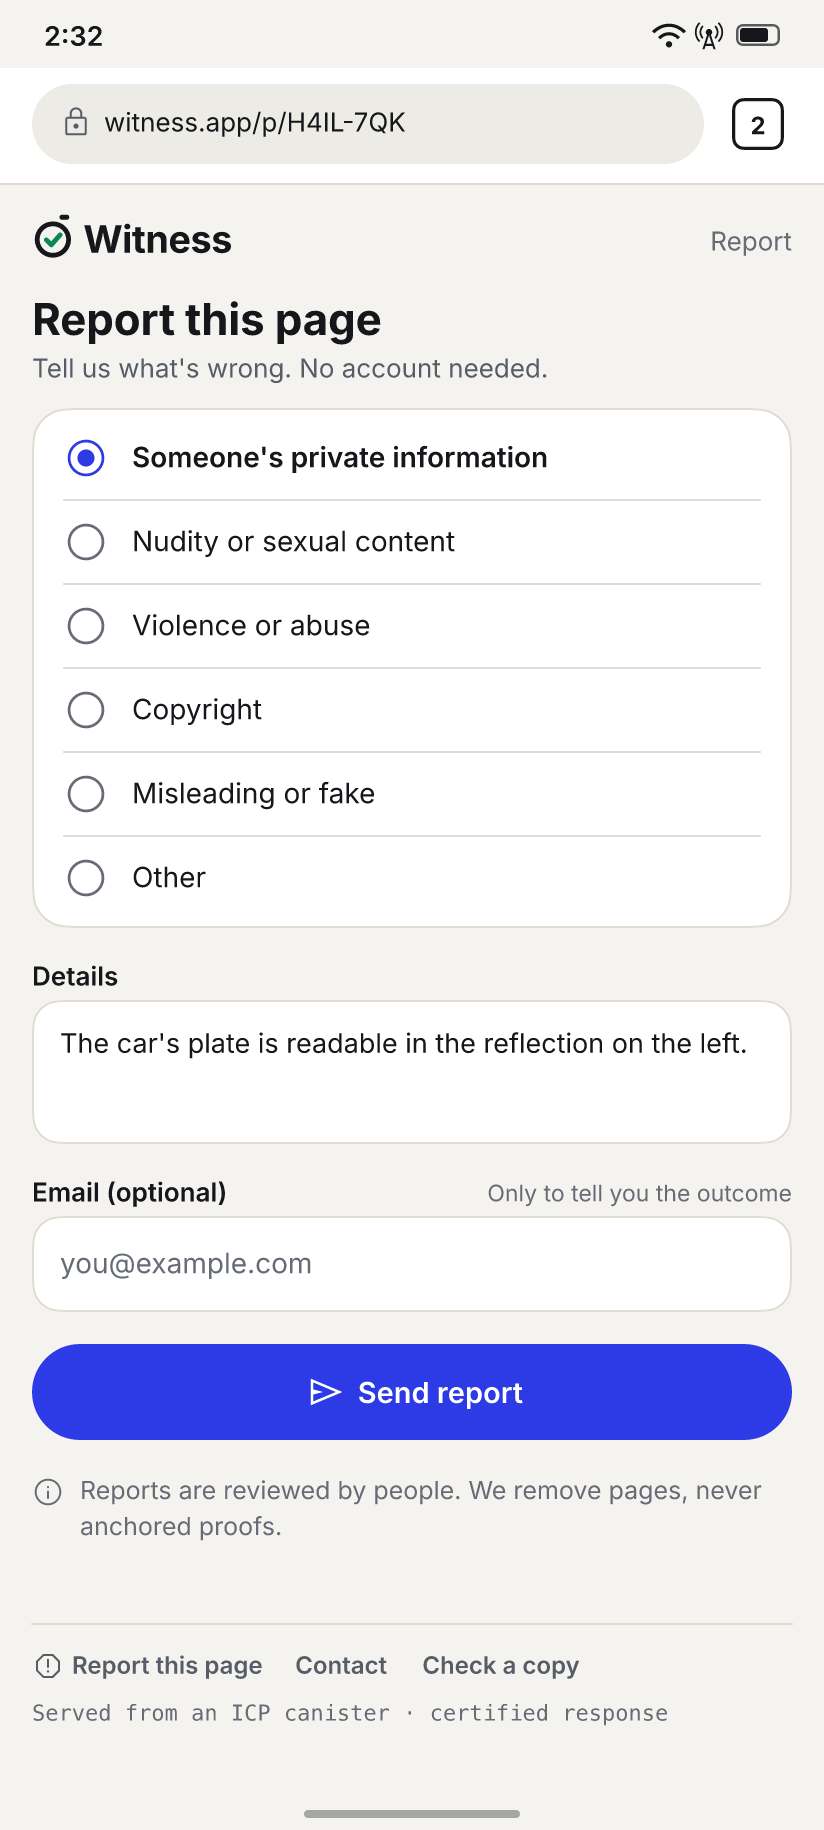 2:32
witness.app/p/H4IL-7QK
2
Witness
Report
Report this page
Tell us what's wrong. No account needed.
Someone's private information
Nudity or sexual content
Violence or abuse
Copyright
Misleading or fake
Other
Details
The car's plate is readable in the reflection on the left.
Email (optional)
Only to tell you the outcome
you@example.com
Send report
Reports are reviewed by people. We remove pages, never
anchored proofs.
Report this page
Contact
Check a copy
Served from an ICP canister · certified response